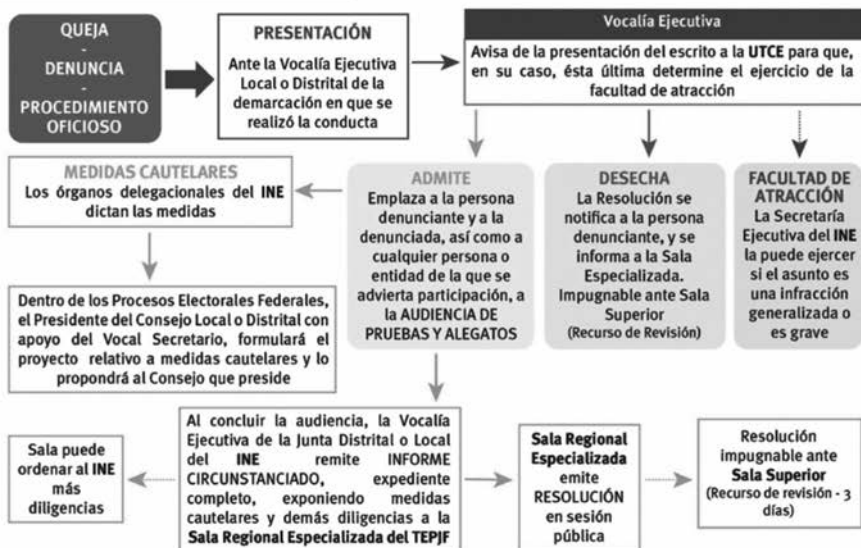 QUEJA
-
DENUNCIA
-
PROCEDIMIENTO
OFICIOSO
PRESENTACIÓN
Ante la Vocalía Ejecutiva
Local o Distrital de la
demarcación en que se
realizó la conducta
Vocalía Ejecutiva
Avisa de la presentación del escrito a la UTCE para que,
en su caso, ésta última determine el ejercicio de la
facultad de atracción
MEDIDAS CAUTELARES
Los órganos delegacionales del INE
dictan las medidas
ADMITE
Emplaza a la persona
denunciante y a la
denunciada, así como a
cualquier persona o
entidad de la que se
advierta participación, a
la AUDIENCIA DE
PRUEBAS Y ALEGATOS
DESECHA
La Resolución se
notifica a la persona
denunciante, y se
informa a la Sala
Especializada.
Impugnable ante Sala
Superior
(Recurso de Revisión)
FACULTAD DE
ATRACCIÓN
La Secretaría
Ejecutiva del INE
la puede ejercer
si el asunto es
una infracción
generalizada o
es grave
Dentro de los Procesos Electorales Federales,
el Presidente del Consejo Local o Distrital con
apoyo del Vocal Secretario, formulará el
proyecto relativo a medidas cautelares y lo
propondrá al Consejo que preside
Sala puede
ordenar al INE
más
diligencias
Al concluir la audiencia, la Vocalía
Ejecutiva de la Junta Distrital o Local
del INE remite INFORME
CIRCUNSTANCIADO, expediente
completo, exponiendo medidas
cautelares y demás diligencias a la
Sala Regional Especializada del TEPJF
Sala Regional
Especializada
emite
RESOLUCIÓN
en sesión
pública
Resolución
impugnable ante
Sala Superior
(Recurso de revisión - 3
días)